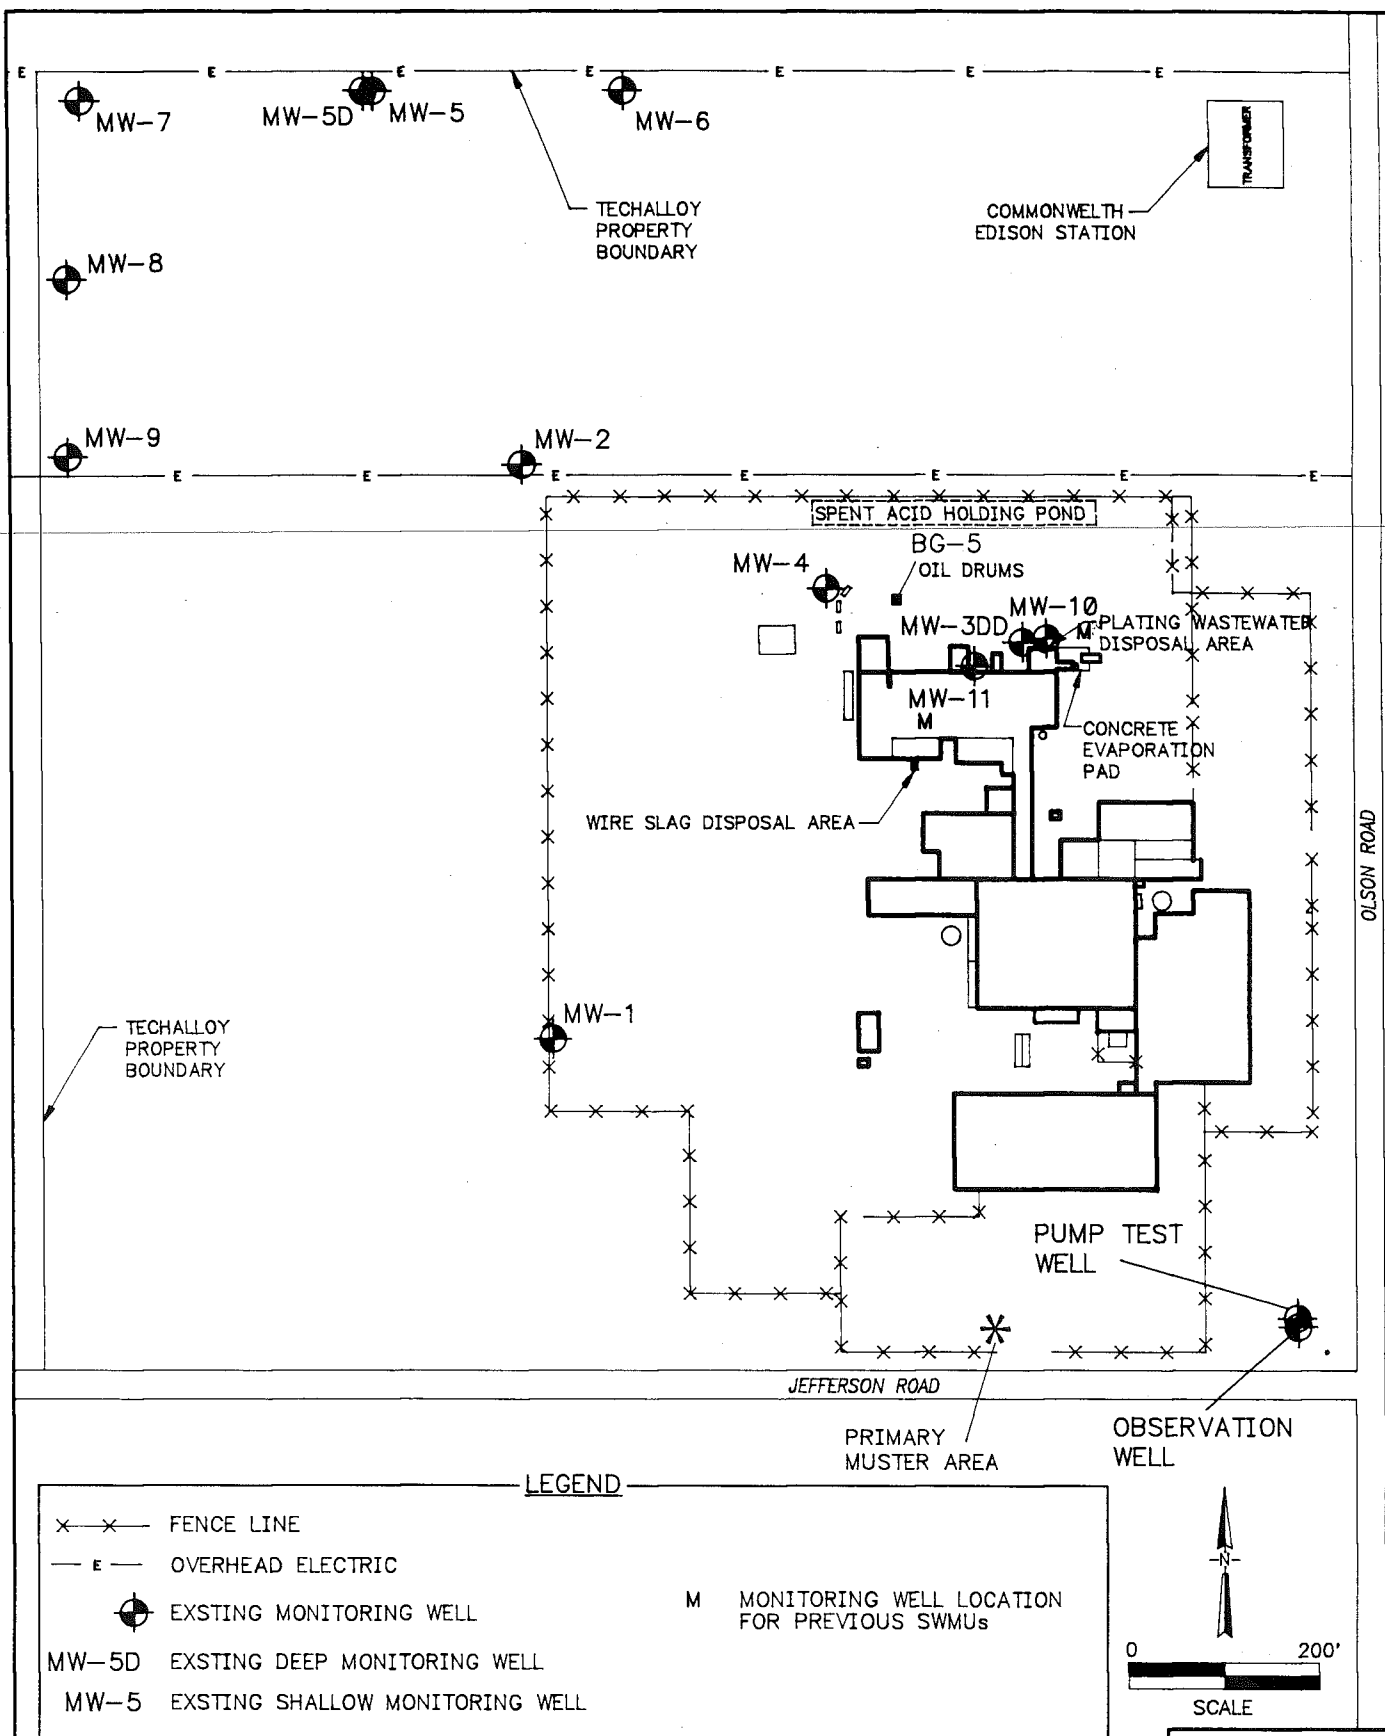 E E E E E E E
MW-7
MW-5D
MW-5
MW-6
TRANSFORMER
TECHALLOY
PROPERTY
BOUNDARY
COMMONWELTH
EDISON STATION
MW-8
MW-9
MW-2
E E E E E E E
SPENT ACID HOLDING POND
BG-5
OIL DRUMS
MW-4
MW-10
MW-3DD
M
PLATING WASTEWATER
DISPOSAL AREA
MW-11
M
CONCRETE
EVAPORATION
PAD
WIRE SLAG DISPOSAL AREA
OLSON ROAD
MW-1
TECHALLOY
PROPERTY
BOUNDARY
PUMP TEST
WELL
JEFFERSON ROAD
PRIMARY
MUSTER AREA
OBSERVATION
WELL
LEGEND
FENCE LINE
E OVERHEAD ELECTRIC
EXSTING MONITORING WELL
MW-5D EXSTING DEEP MONITORING WELL
MW-5 EXSTING SHALLOW MONITORING WELL
M MONITORING WELL LOCATION
FOR PREVIOUS SWMUs
N
0 200'
SCALE